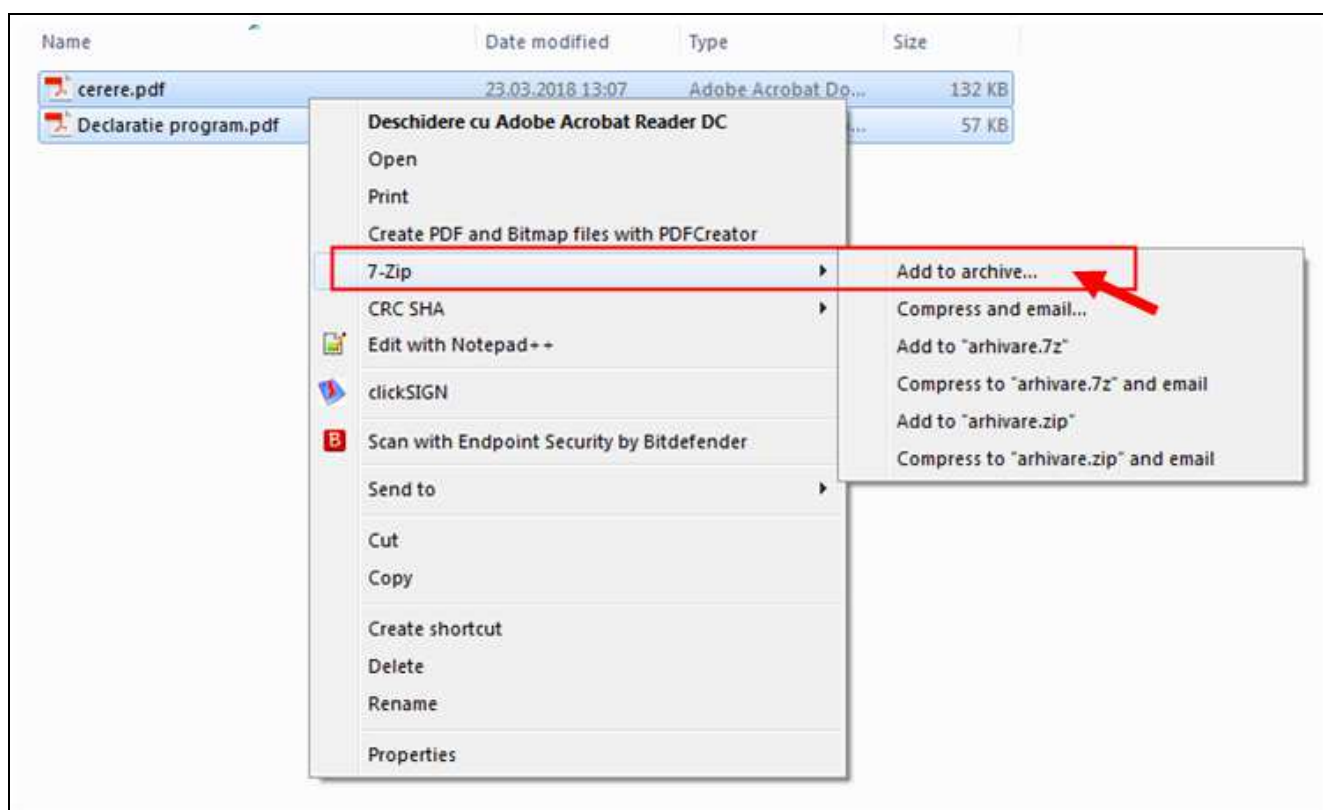 Name Date modified Type Size
cerere.pdf 23.03.2018 13:07 Adobe Acrobat Do... 132 KB
Declaratie program.pdf ... 57 KB
Deschidere cu Adobe Acrobat Reader DC
Open
Print
Create PDF and Bitmap files with PDFCreator
7-Zip
CRC SHA
Edit with Notepad++
clickSIGN
Scan with Endpoint Security by Bitdefender
Send to
Cut
Copy
Create shortcut
Delete
Rename
Properties
Add to archive...
Compress and email...
Add to "arhivare.7z"
Compress to "arhivare.7z" and email
Add to "arhivare.zip"
Compress to "arhivare.zip" and email